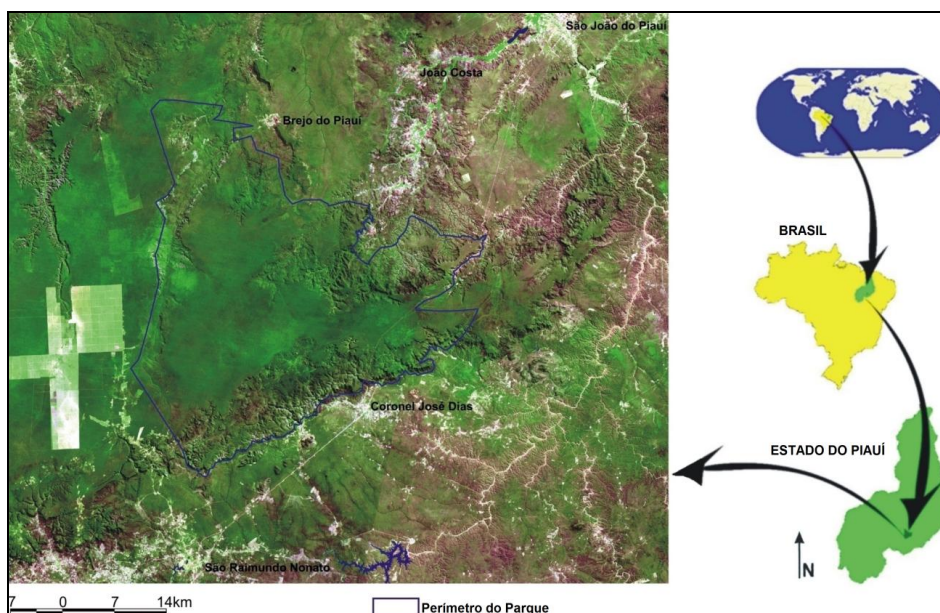 São João do Piauí
João Costa
Brejo do Piauí
BRASIL
Coronel José Dias
ESTADO DO PIAUÍ
São Raimundo Nonato
N
7 0 7 14km
Perímetro do Parque